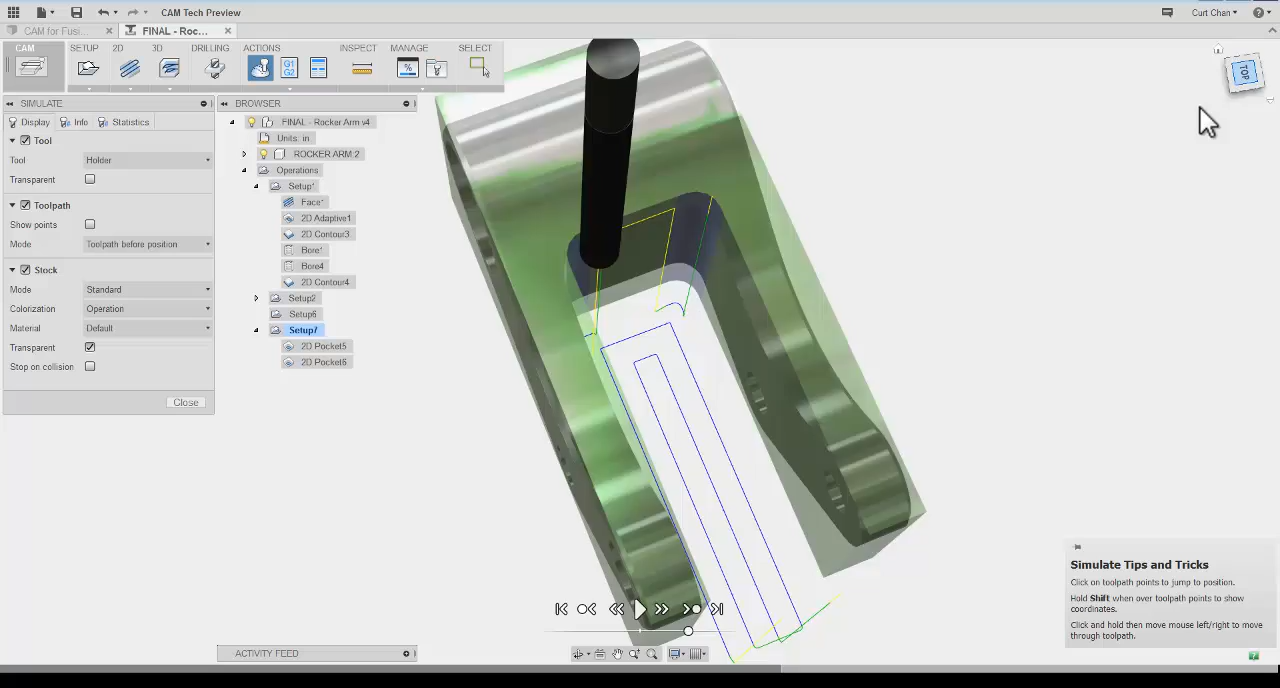 CAM Tech Preview
Curt Chan
CAM for Fusi...
FINAL - Roc...
CAM
SETUP
2D
3D
DRILLING
ACTIONS
INSPECT
MANAGE
SELECT
G1
G2
%
TOP
SIMULATE
BROWSER
Display
Info
Statistics
Tool
Tool
Holder
Transparent
Toolpath
Show points
Mode
Toolpath before position
Stock
Mode
Standard
Colorization
Operation
Material
Default
Transparent
Stop on collision
Close
FINAL - Rocker Arm v4
Units: in
ROCKER ARM:2
Operations
Setup*
Face*
2D Adaptive1
2D Contour3
Bore*
Bore4
2D Contour4
Setup2
Setup6
Setup7
2D Pocket5
2D Pocket6
ACTIVITY FEED
Simulate Tips and Tricks
Click on toolpath points to jump to position.
Hold Shift when over toolpath points to show
coordinates.
Click and hold then move mouse left/right to move
through toolpath.